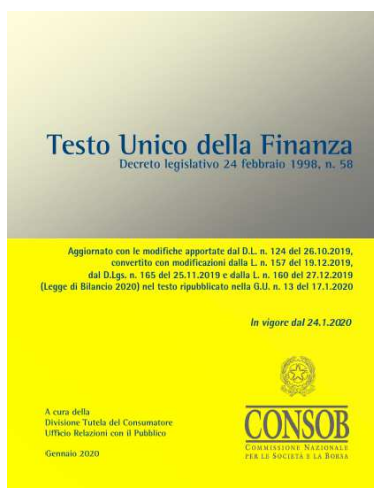 Testo Unico della Finanza
Decreto legislativo 24 febbraio 1998, n. 58
Aggiornato con le modifiche apportate dal D.L. n. 124 del 26.10.2019,
convertito con modificazioni dalla L. n. 157 del 19.12.2019,
dal D.Lgs. n. 165 del 25.11.2019 e dalla L. n. 160 del 27.12.2019
(Legge di Bilancio 2020) nel testo ripubblicato nella G.U. n. 13 del 17.1.2020
In vigore dal 24.1.2020
A cura della
Divisione Tutela del Consumatore
Ufficio Relazioni con il Pubblico
Gennaio 2020
CONSOB
COMMISSIONE NAZIONALE
PER LE SOCIETÀ E LA BORSA